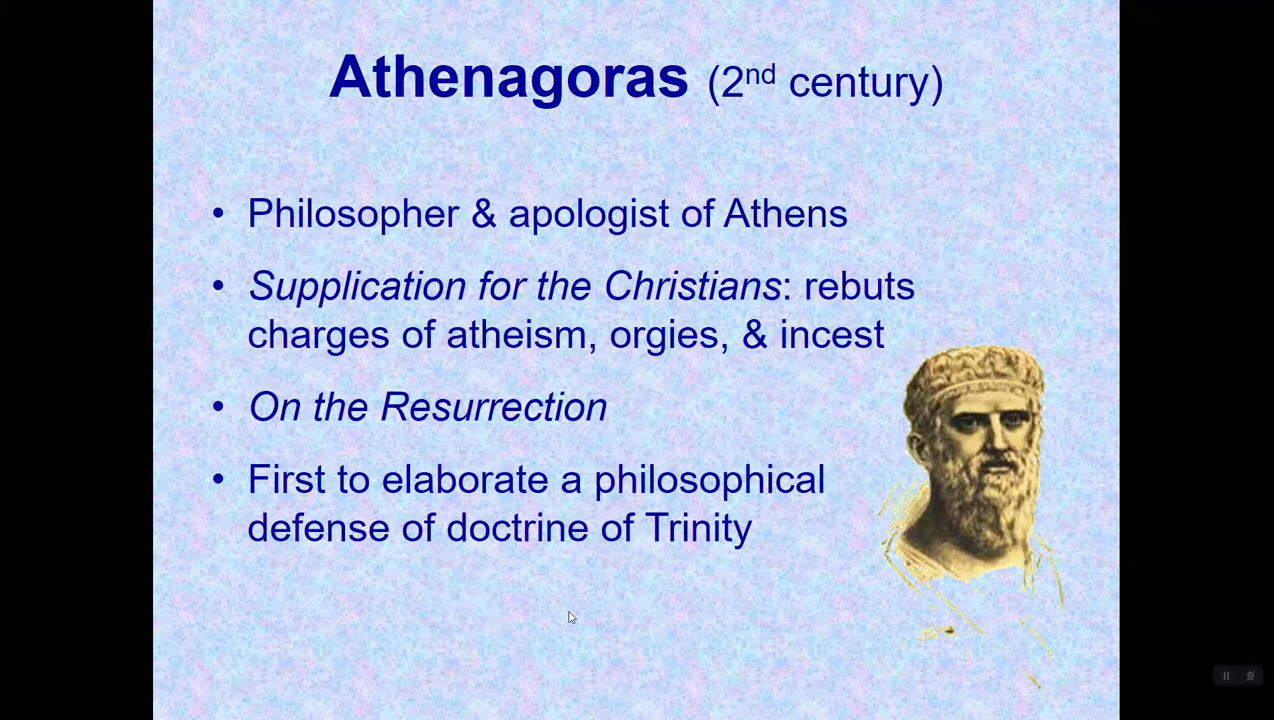 Athenagoras (2nd century)
• Philosopher & apologist of Athens
• Supplication for the Christians: rebuts
charges of atheism, orgies, & incest
• On the Resurrection
• First to elaborate a philosophical
defense of doctrine of Trinity